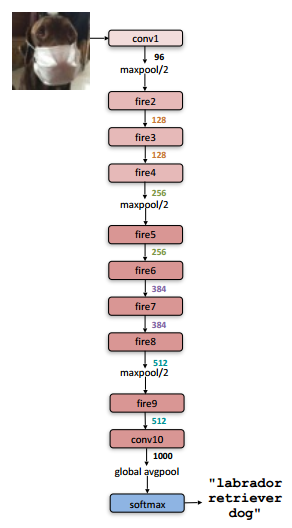 conv1
96
maxpool/2
fire2
128
fire3
128
fire4
256
maxpool/2
fire5
256
fire6
384
fire7
384
fire8
512
maxpool/2
fire9
512
conv10
1000
global avgpool
softmax
"labrador
retriever
dog"